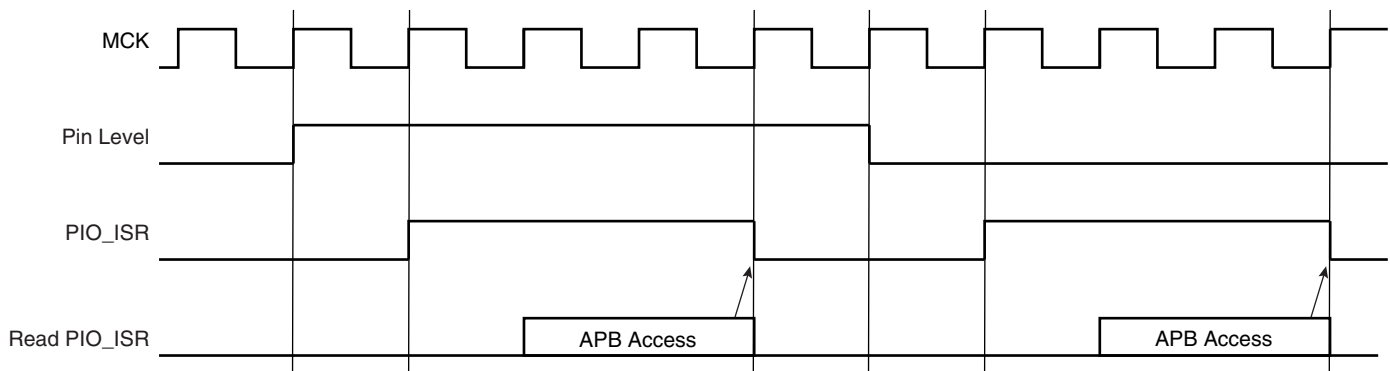 MCK
Pin Level
PIO_ISR
Read PIO_ISR
APB Access
APB Access